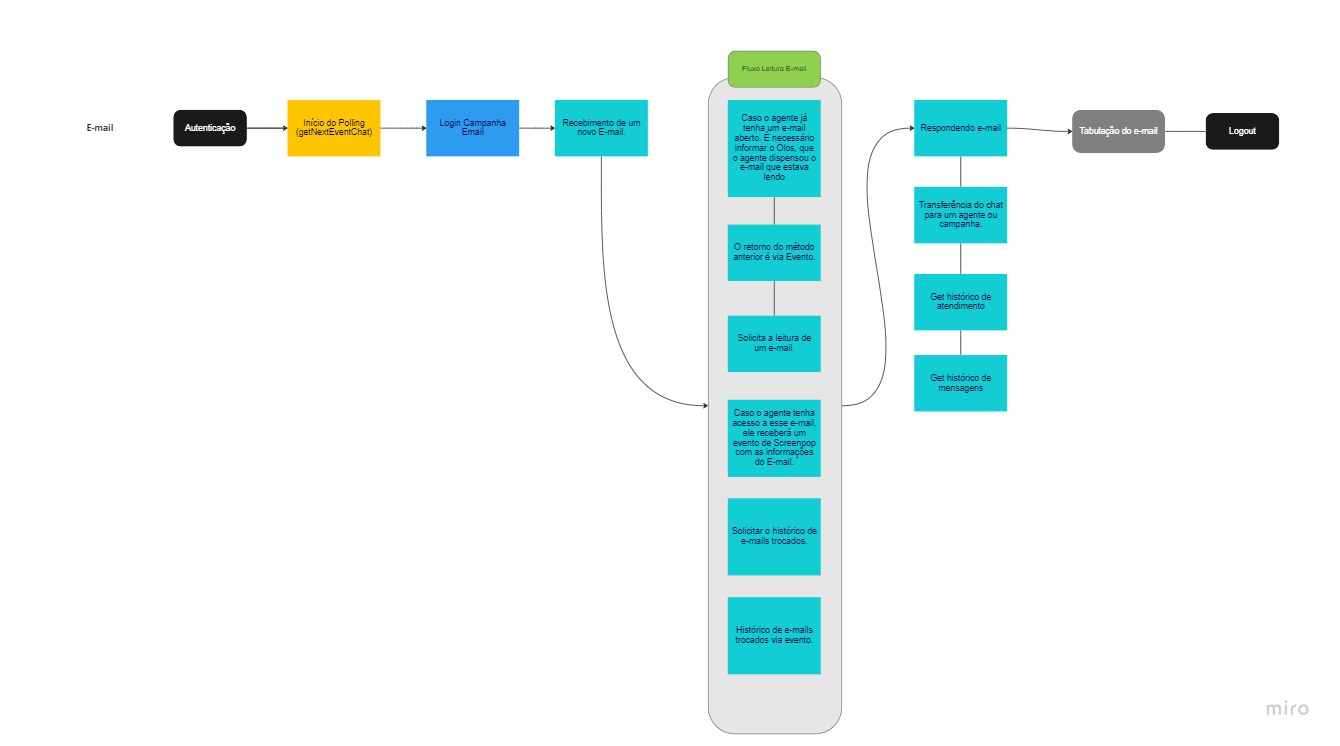 E-mail
Autenticação
Início do Polling
(getNextEventChat)
Login Campanha
Email
Recebimento de um
novo E-mail.
Fluxo Leitura E-mail
Caso o agente já
tenha um e-mail
aberto. É necessário
informar o Olos, que
o agente dispensou o
e-mail que estava
lendo
O retorno do método
anterior é via Evento.
Solicita a leitura de
um e-mail.
Caso o agente tenha
acesso a esse e-mail,
ele receberá um
evento de Screenpop
com as informações
do E-mail.
Solicitar o histórico de
e-mails trocados.
Histórico de e-mails
trocados via evento.
Respondendo e-mail
Transferência do chat
para um agente ou
campanha.
Get histórico de
atendimento
Get histórico de
mensagens
Tabulação do e-mail
Logout
miro